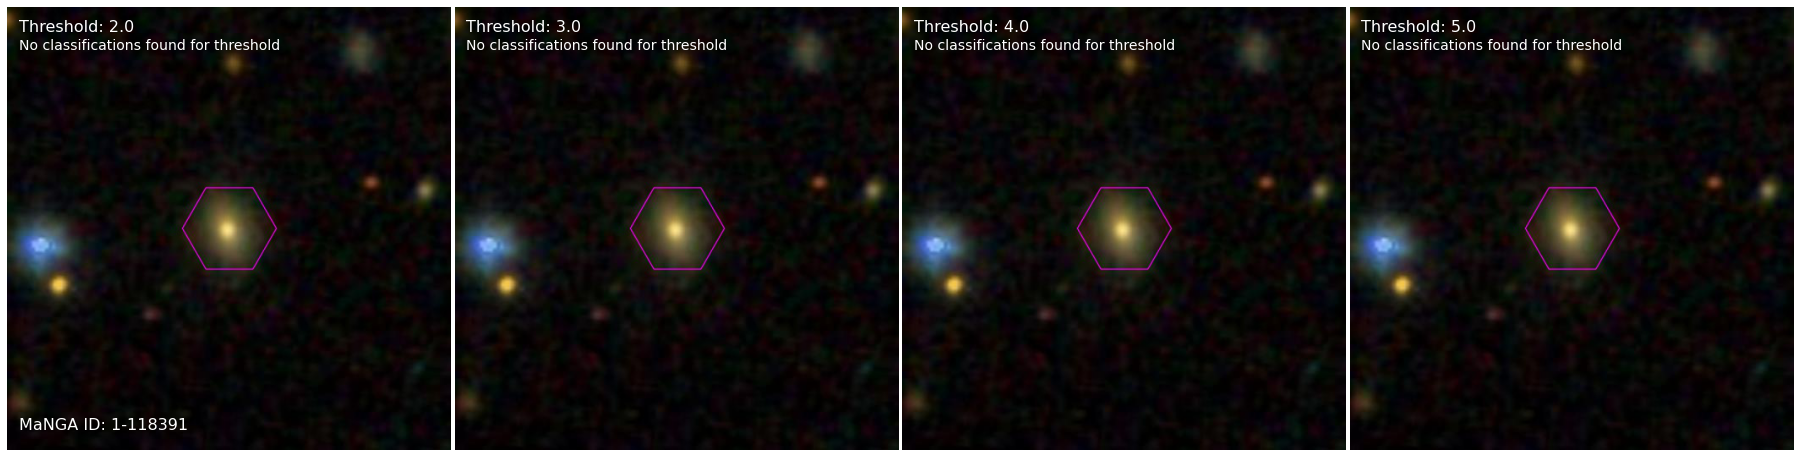 Threshold: 2.0
No classifications found for threshold
MaNGA ID: 1-118391
Threshold: 3.0
No classifications found for threshold
Threshold: 4.0
No classifications found for threshold
Threshold: 5.0
No classifications found for threshold